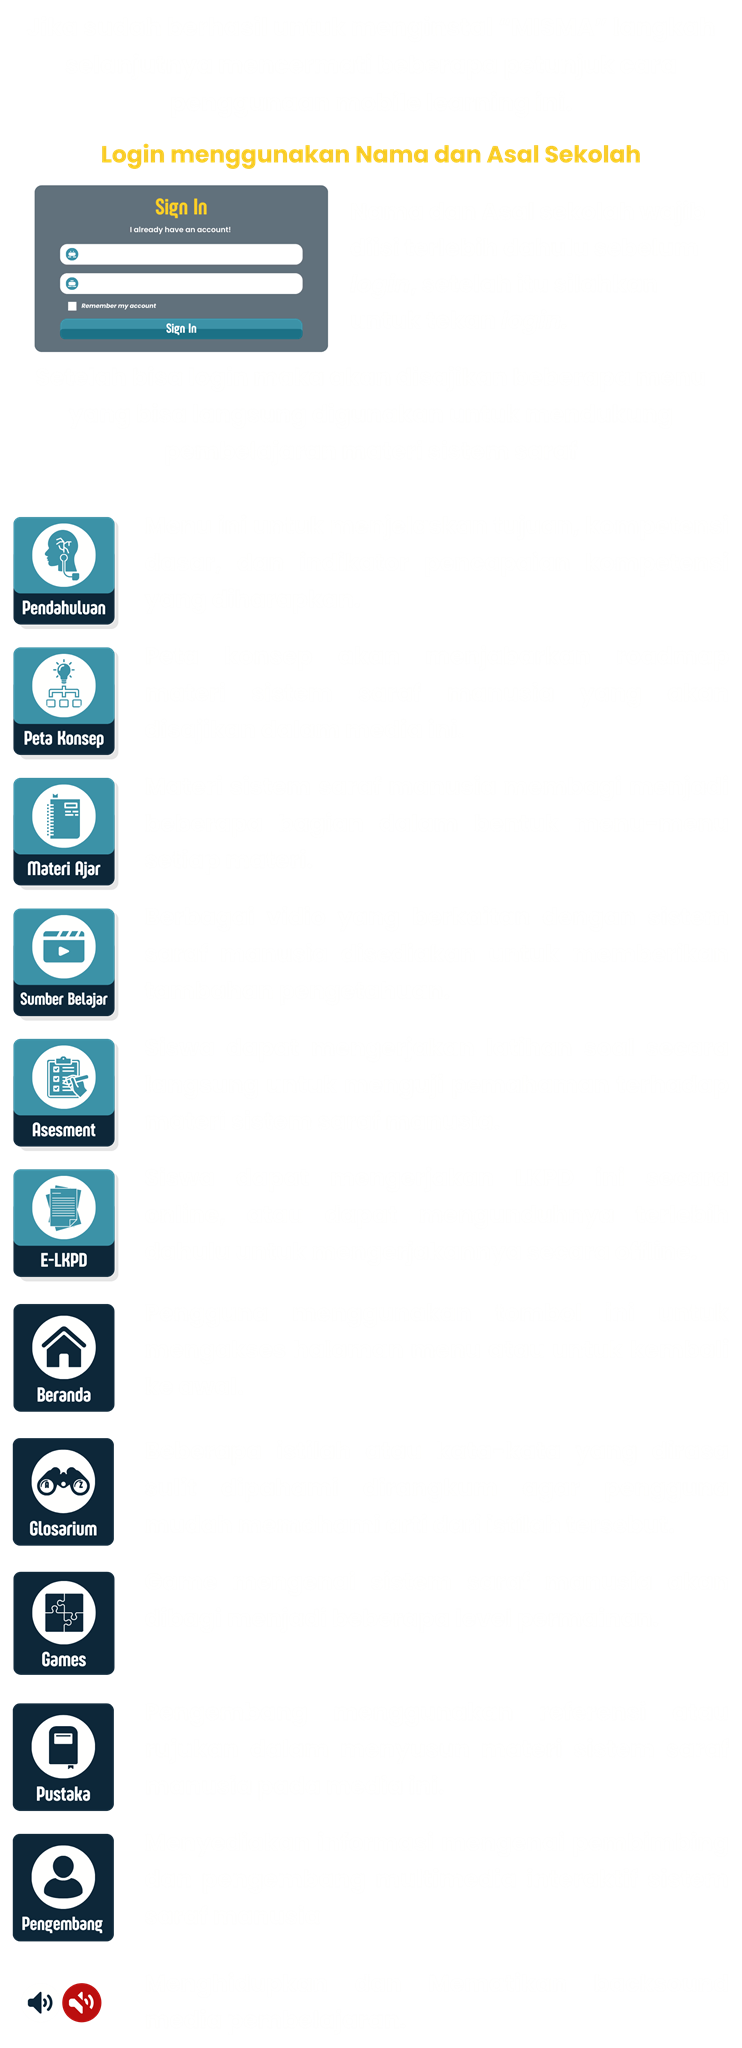 Login menggunakan Nama dan Asal Sekolah
Sign In
I already have an account!
Remember my account
Sign In
Pendahuluan
Peta Konsep
Materi Ajar
Sumber Belajar
Asesment
E-LKPD
Beranda
A Z
Glosarium
Games
Pustaka
Pengembang